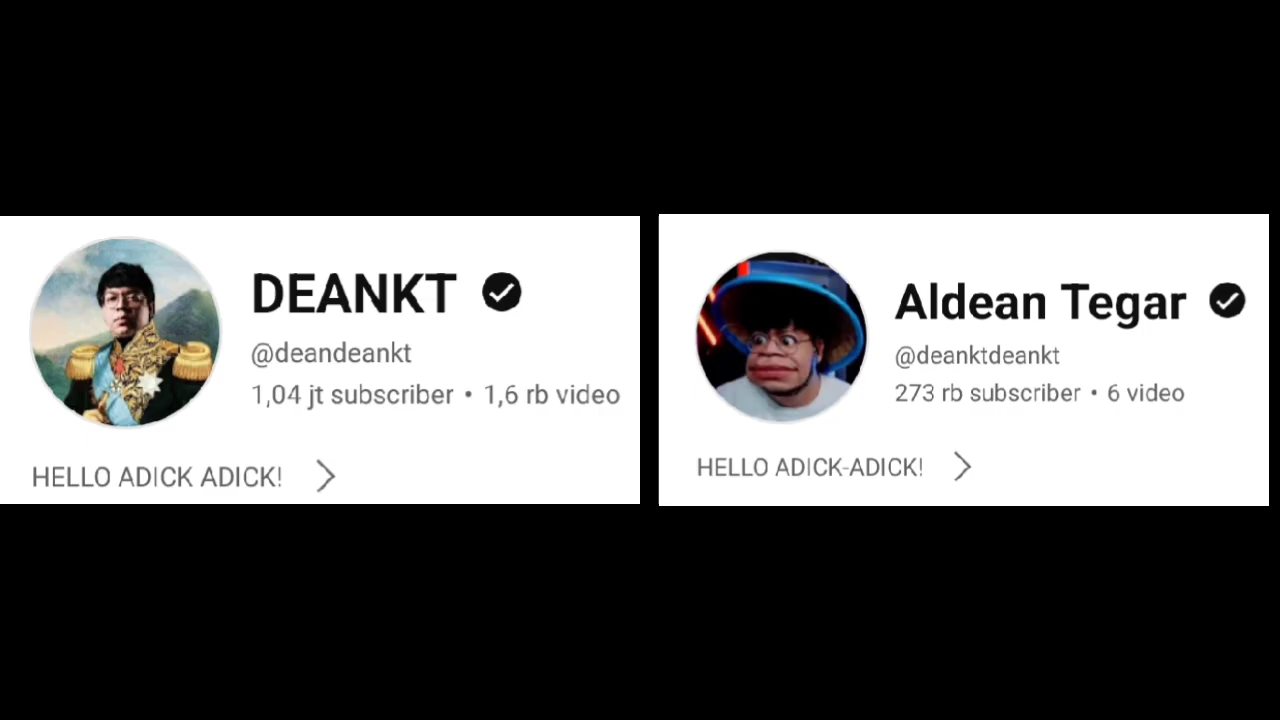 DEANKT
@deandeankt
1,04 jt subscriber • 1,6 rb video
HELLO ADICK ADICK!
Aldean Tegar
@deanktdeankt
273 rb subscriber • 6 video
HELLO ADICK-ADICK!